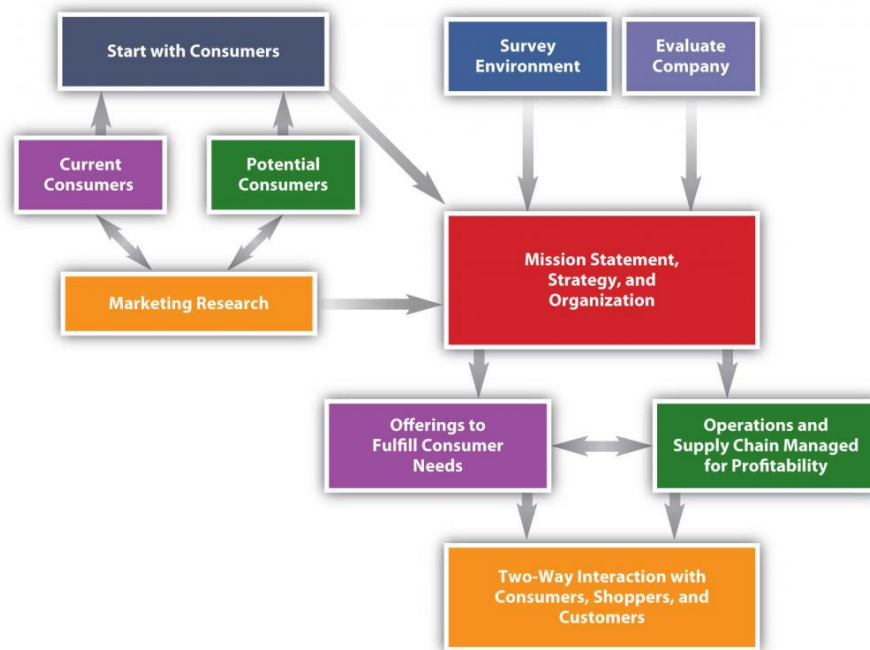 Start with Consumers
Survey
Environment
Evaluate
Company
Current
Consumers
Potential
Consumers
Marketing Research
Mission Statement,
Strategy, and
Organization
Offerings to
Fulfill Consumer
Needs
Operations and
Supply Chain Managed
for Profitability
Two-Way Interaction with
Consumers, Shoppers, and
Customers